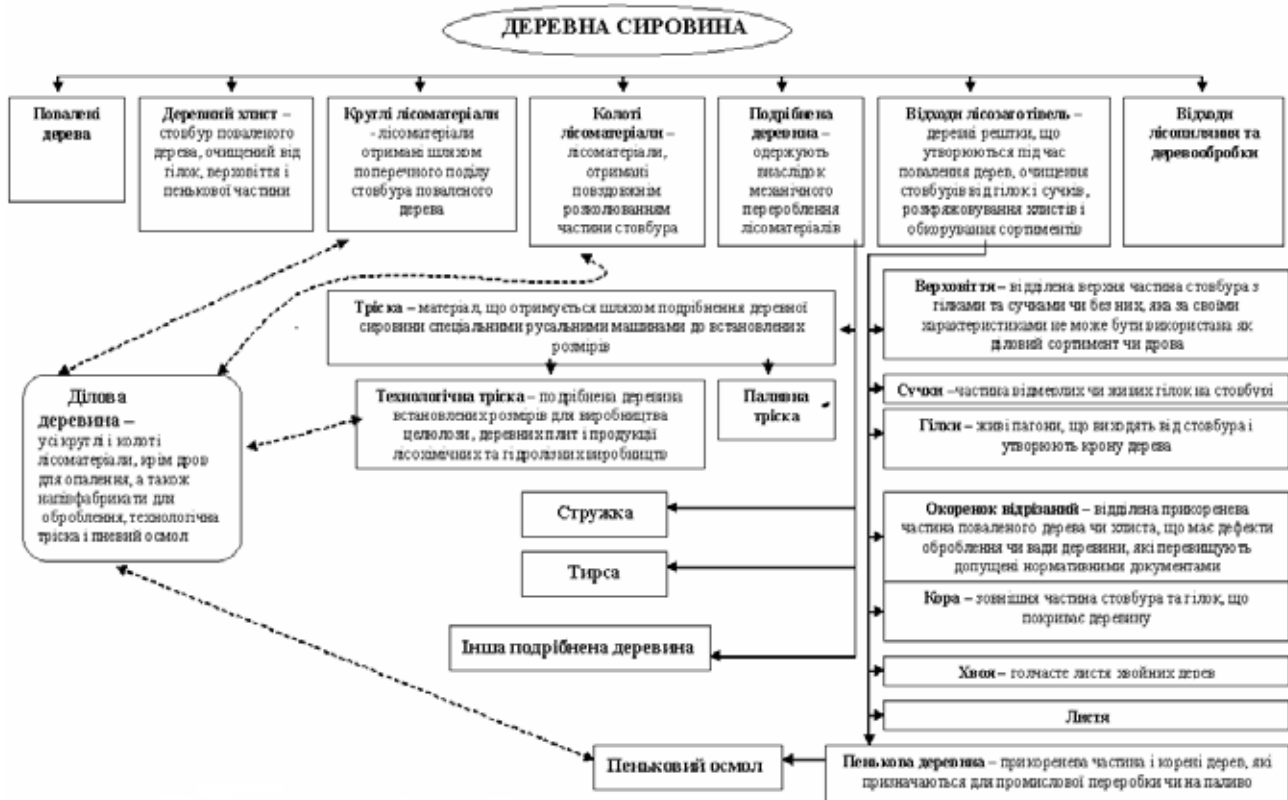 ДЕРЕВНА СИРОВИНА
Повалені
дерева
Деревний хлист –
стовбур поваленого
дерева, очищений від
гілок, верховіття і
пенькової частини
Круглі лісоматеріали
- лісоматеріали
отримані шляхом
поперечного поділу
стовбура поваленого
дерева
Колоті
лісоматеріали –
лісоматеріали,
отримані
повздовжнім
розколюванням
частини стовбура
Подрібнена
деревина –
одержують
внаслідок
механічного
перероблення
лісоматеріалів
Відходи лісозаготівель –
деревні рештки, що
утворюються під час
повалення дерев, очищення
стовбурів від гілок і сучків,
розкряжовування хлистів і
обкорування сортиментів
Відходи
лісопиляння та
деревообробки
Тріска – матеріал, що отримується шляхом подрібнення деревної
сировини спеціальними русальними машинами до встановлених
розмірів
Технологічна тріска – подрібнена деревина
встановлених розмірів для виробництва
целюлози, деревних плит і продукції
лісохімічних та гідролізних виробництв
Паливна
тріска
Ділова
деревина –
усі круглі і колоті
лісоматеріали, крім дров
для опалення, а також
напівфабрикати для
оброблення, технологічна
тріска і пневий осмол
Стружка
Тирса
Інша подрібнена деревина
Пеньковий осмол
Верховіття – відділена верхня частина стовбура з
гілками та сучками чи без них, яка за своїми
характеристиками не може бути використана як
діловий сортимент чи дрова
Сучки –частина відмерлих чи живих гілок на стовбурі
Гілки – живі пагони, що виходять від стовбура і
утворюють крону дерева
Окоренок відрізаний – відділена прикоренева
частина поваленого дерева чи хлиста, що має дефекти
оброблення чи вади деревини, які перевищують
допущені нормативними документами
Кора – зовнішня частина стовбура та гілок, що
покриває деревину
Хвоя – голчасте листя хвойних дерев
Листя
Пенькова деревина – прикоренева частина і корені дерев, які
призначаються для промислової переробки чи на паливо